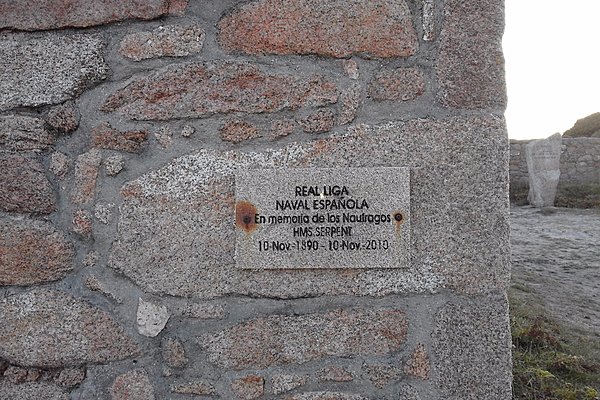 REAL LIGA
NAVAL ESPAÑOLA
En memoria de los Naufragos
HMS.SERPENT
10-Nov.-1890 - 10-Nov.-2010